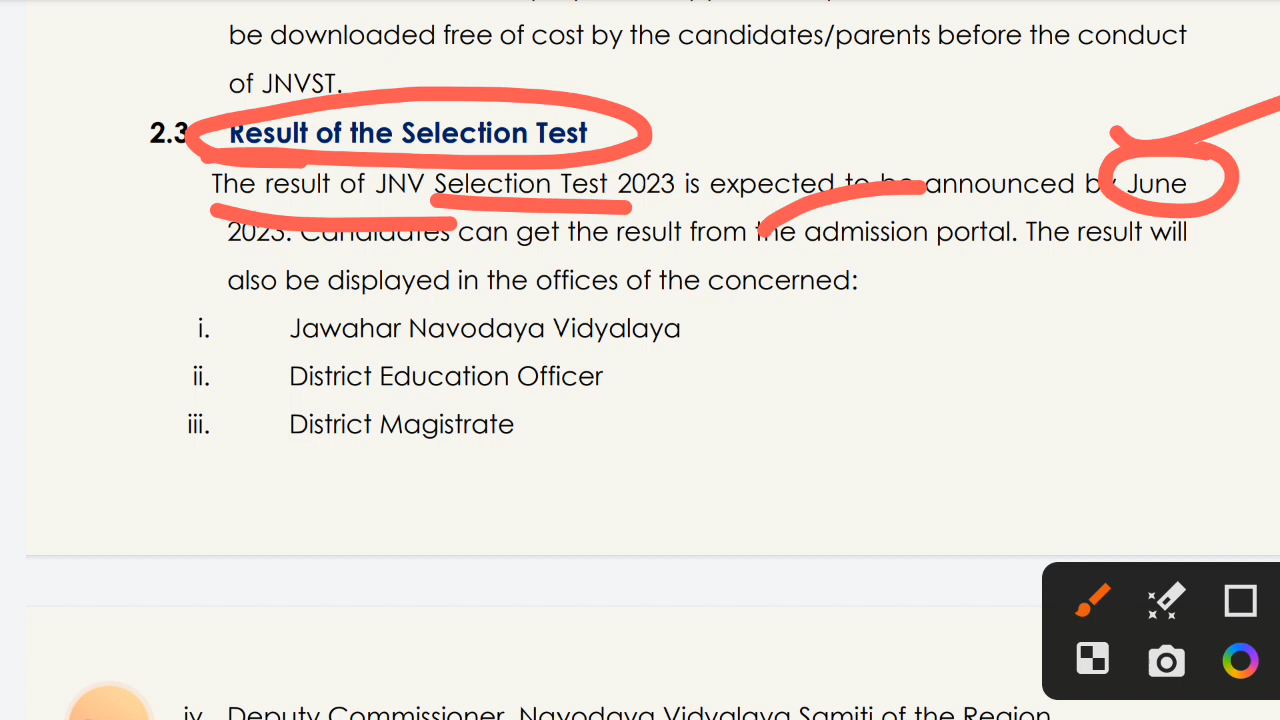 be downloaded free of cost by the candidates/parents before the conduct
of JNVST.
2.3 Result of the Selection Test
The result of JNV Selection Test 2023 is expected to be announced by June
2023. Candidates can get the result from the admission portal. The result will
also be displayed in the offices of the concerned:
i. Jawahar Navodaya Vidyalaya
ii. District Education Officer
iii. District Magistrate
iv. Deputy Commissioner, Navodaya Vidyalaya Samiti of the Region